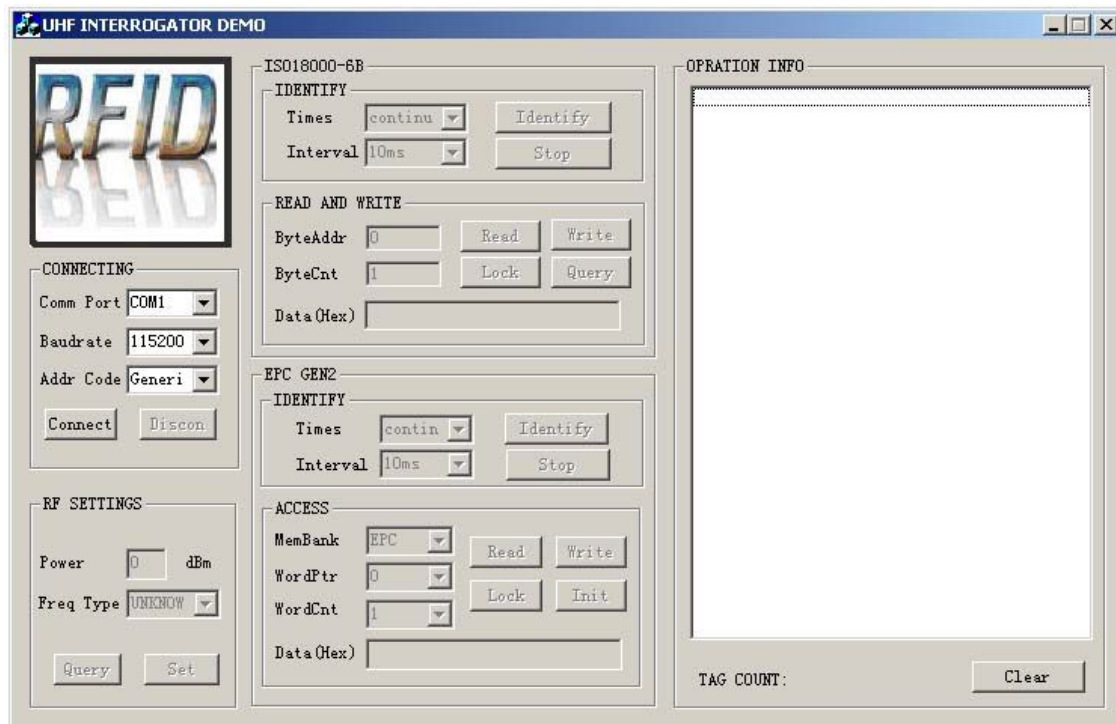 UHF INTERROGATOR DEMO
RFID
CONNECTING
Comm Port COM1
Baudrate 115200
Addr Code Generi
Connect Discon
RF SETTINGS
Power 0 dBm
Freq Type UNKNOW
Query Set
ISO18000-6B
IDENTIFY
Times continu Identify
Interval 10ms Stop
READ AND WRITE
ByteAddr 0 Read Write
ByteCnt 1 Lock Query
Data(Hex)
EPC GEN2
IDENTIFY
Times contin Identify
Interval 10ms Stop
ACCESS
MemBank EPC Read Write
WordPtr 0 Lock Init
WordCnt 1
Data(Hex)
OPRATION INFO
TAG COUNT: Clear